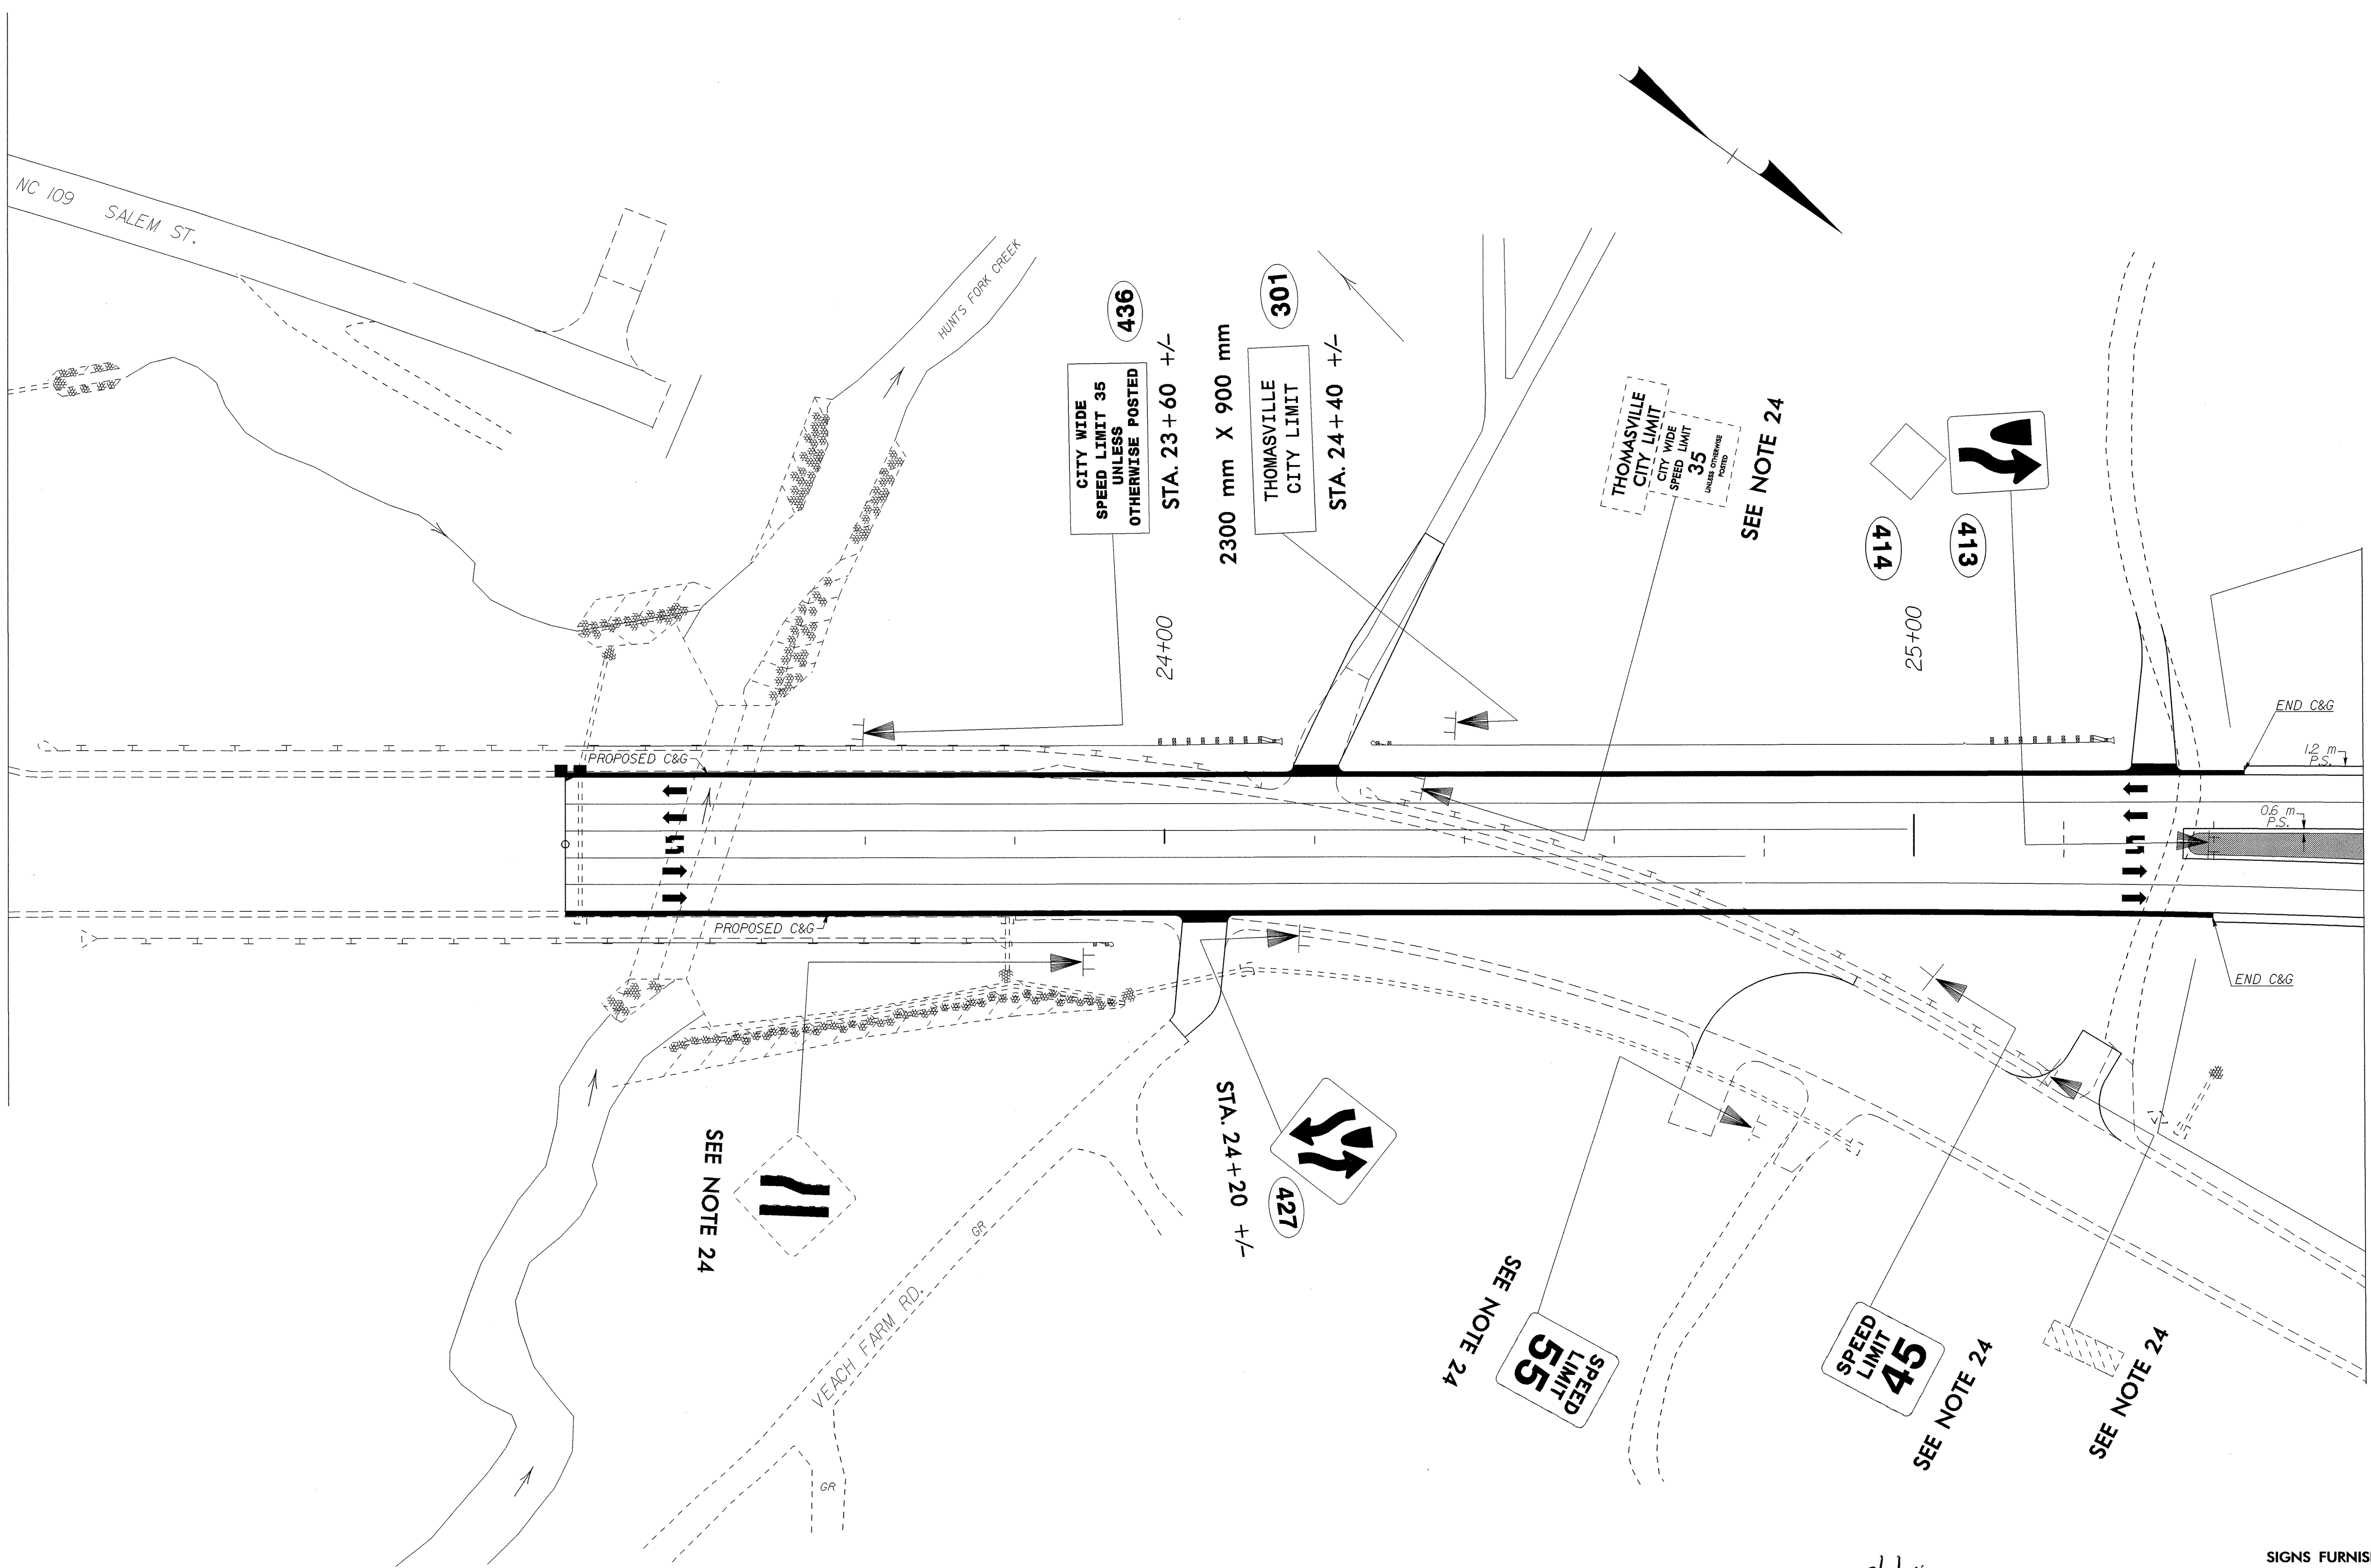 NC 109 SALEM ST.
HUNTS FORK CREEK
436
CITY WIDE
SPEED LIMIT 35
UNLESS
OTHERWISE POSTED
STA. 23+60 +/-
2300 mm X 900 mm
301
THOMASVILLE
CITY LIMIT
STA. 24+40 +/-
THOMASVILLE
CITY LIMIT
CITY WIDE
SPEED LIMIT
35
UNLESS OTHERWISE
POSTED
SEE NOTE 24
414
413
24+00
25+00
END C&G
1.2 m
P.S.
0.6 m
P.S.
PROPOSED C&G
PROPOSED C&G
END C&G
SEE NOTE 24
STA. 24+20 +/-
427
GR
VEACH FARM RD.
GR
SEE NOTE 24
SPEED
LIMIT
55
SPEED
LIMIT
45
SEE NOTE 24
SEE NOTE 24